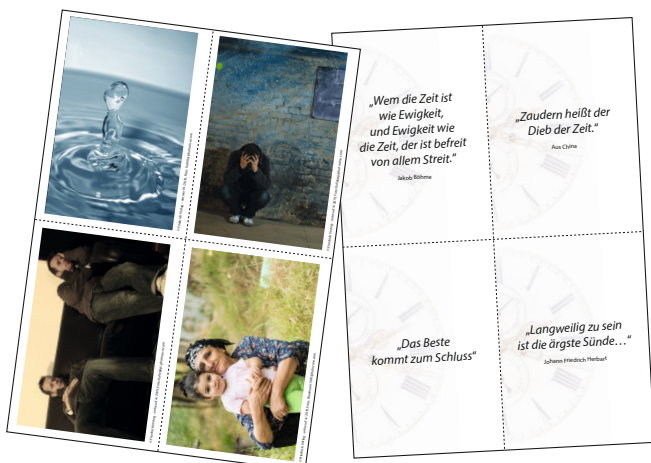 „Wem die Zeit ist
wie Ewigkeit,
und Ewigkeit wie
die Zeit, der ist befreit
von allem Streit.“
Jakob Böhme
„Zaudern heißt der
Dieb der Zeit.“
Aus China
„Das Beste
kommt zum Schluss“
„Langweilig zu sein
ist die ärgste Sünde…“
Johann Friedrich Herbart